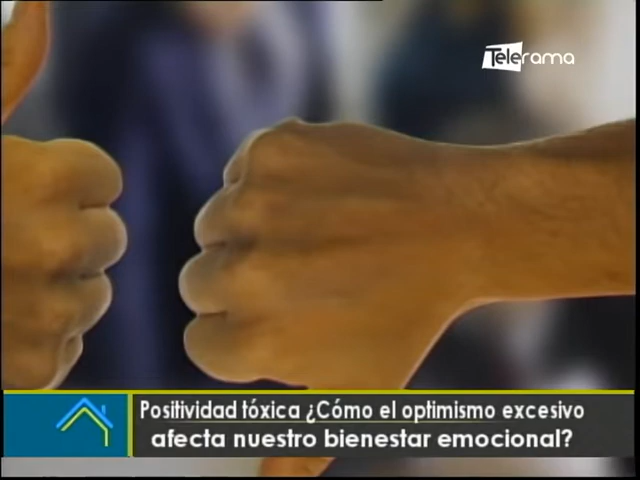 Telerama
Positividad tóxica ¿Cómo el optimismo excesivo
afecta nuestro bienestar emocional?